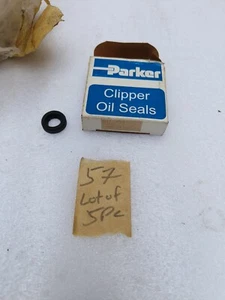 Parker
Clipper
Oil Seals
57
Lot of
5Pc